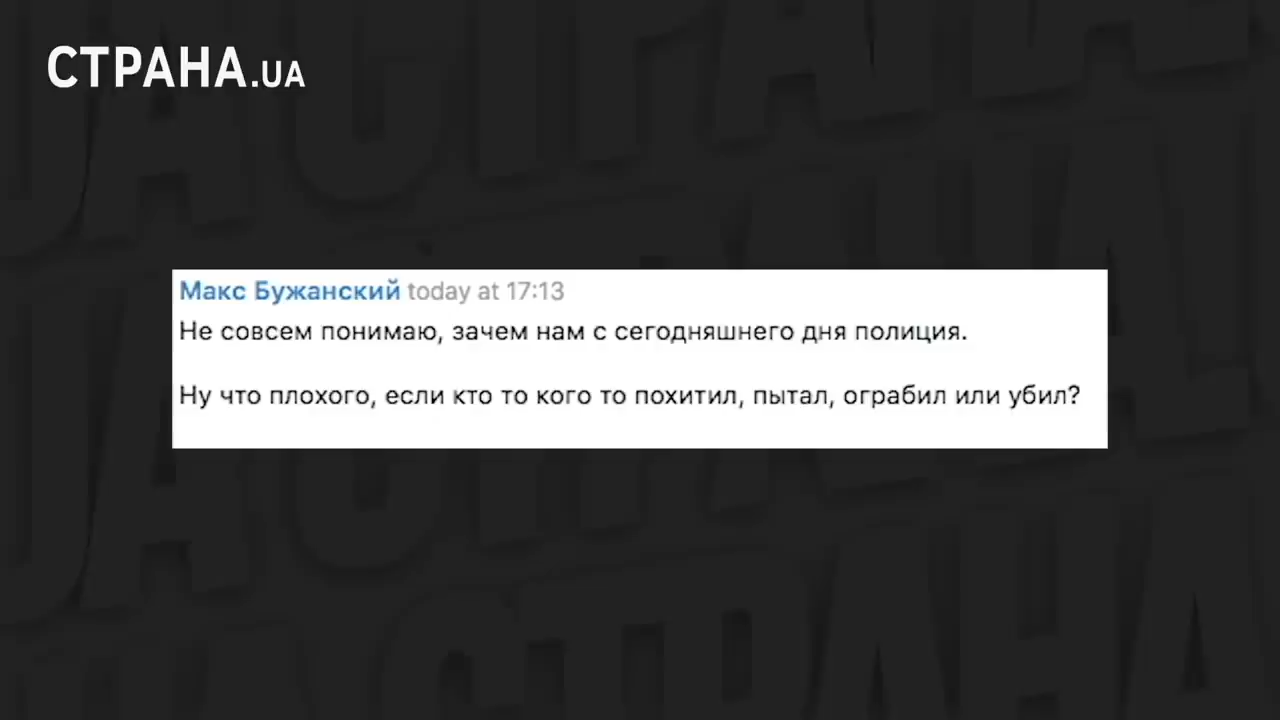 СТРАНА.UA
Макс Бужанский today at 17:13
Не совсем понимаю, зачем нам с сегодняшнего дня полиция.
Ну что плохого, если кто то кого то похитил, пытал, ограбил или убил?